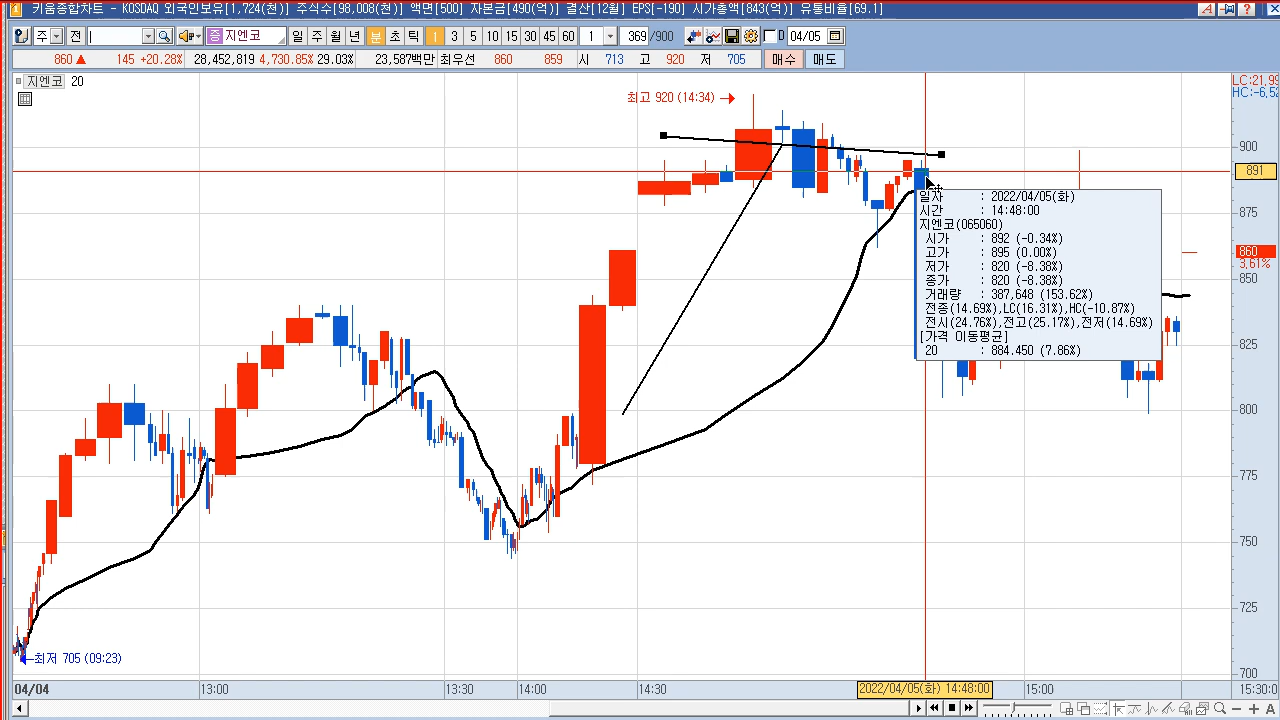 키움종합차트 - KOSDAQ 외국인보유[1,724(천)] 주식수[98,008(천)] 액면[500] 자본금[490(억)] 결산[12월] EPS[-190] 시가총액[843(억)] 유통비율[69.1]
주 전 증 지엔코 일 주 월 년 분 초 틱 1 3 5 10 15 30 45 60 1 369 /900 D 04/05
860 ▲ 145 +20.28% 28,452,819 4,730.85% 29.03% 23,587백만 최우선 860 859 시 713 고 920 저 705 매수 매도
지엔코 20
LC:21,99
HC:-6,52
최고 920 (14:34)
900
891
875
860
3,61%
850
825
800
775
750
725
700
일자 : 2022/04/05(화)
시간 : 14:48:00
지엔코(065060)
시가 : 892 (-0.34%)
고가 : 895 (0.00%)
저가 : 820 (-8.38%)
종가 : 820 (-8.38%)
거래량 : 387,648 (153.62%)
전종(14.69%),LC(16.31%),HC(-10.87%)
전시(24.76%),전고(25.17%),전저(14.69%)
[가격 이동평균]
20 : 884.450 (7.86%)
최저 705 (09:23)
04/04 13:00 13:30 14:00 14:30 2022/04/05(화) 14:48:00 15:00 15:30:0
A